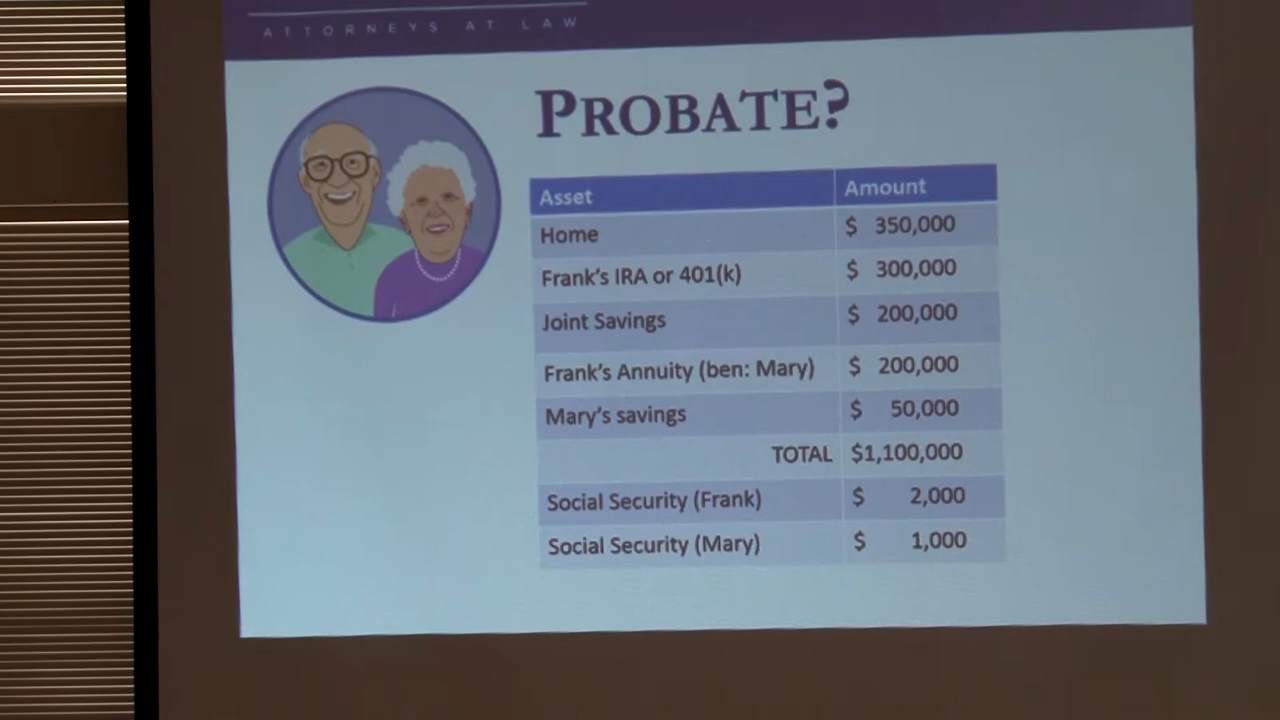 ATTORNEYS AT LAW
PROBATE?
Asset Amount
Home $ 350,000
Frank's IRA or 401(k) $ 300,000
Joint Savings $ 200,000
Frank's Annuity (ben: Mary) $ 200,000
Mary's savings $ 50,000
TOTAL $1,100,000
Social Security (Frank) $ 2,000
Social Security (Mary) $ 1,000